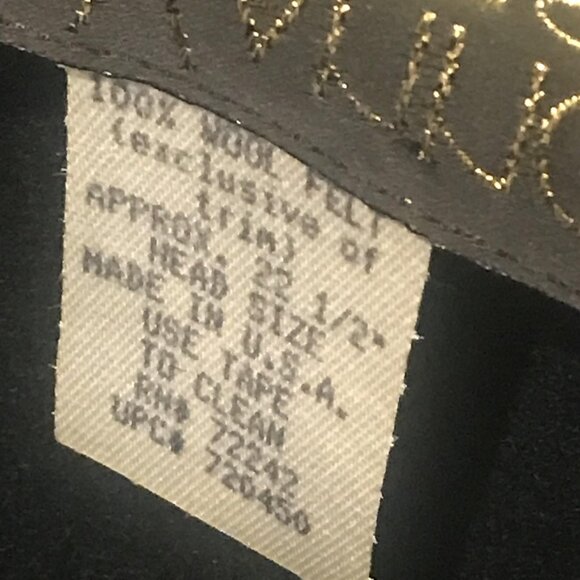 100% WOOL FELT
(exclusive of
trim)
APPROX. 22 1/2"
HEAD SIZE
MADE IN U.S.A.
USE TAPE
TO CLEAN
RN# 72242
UPC# 720450